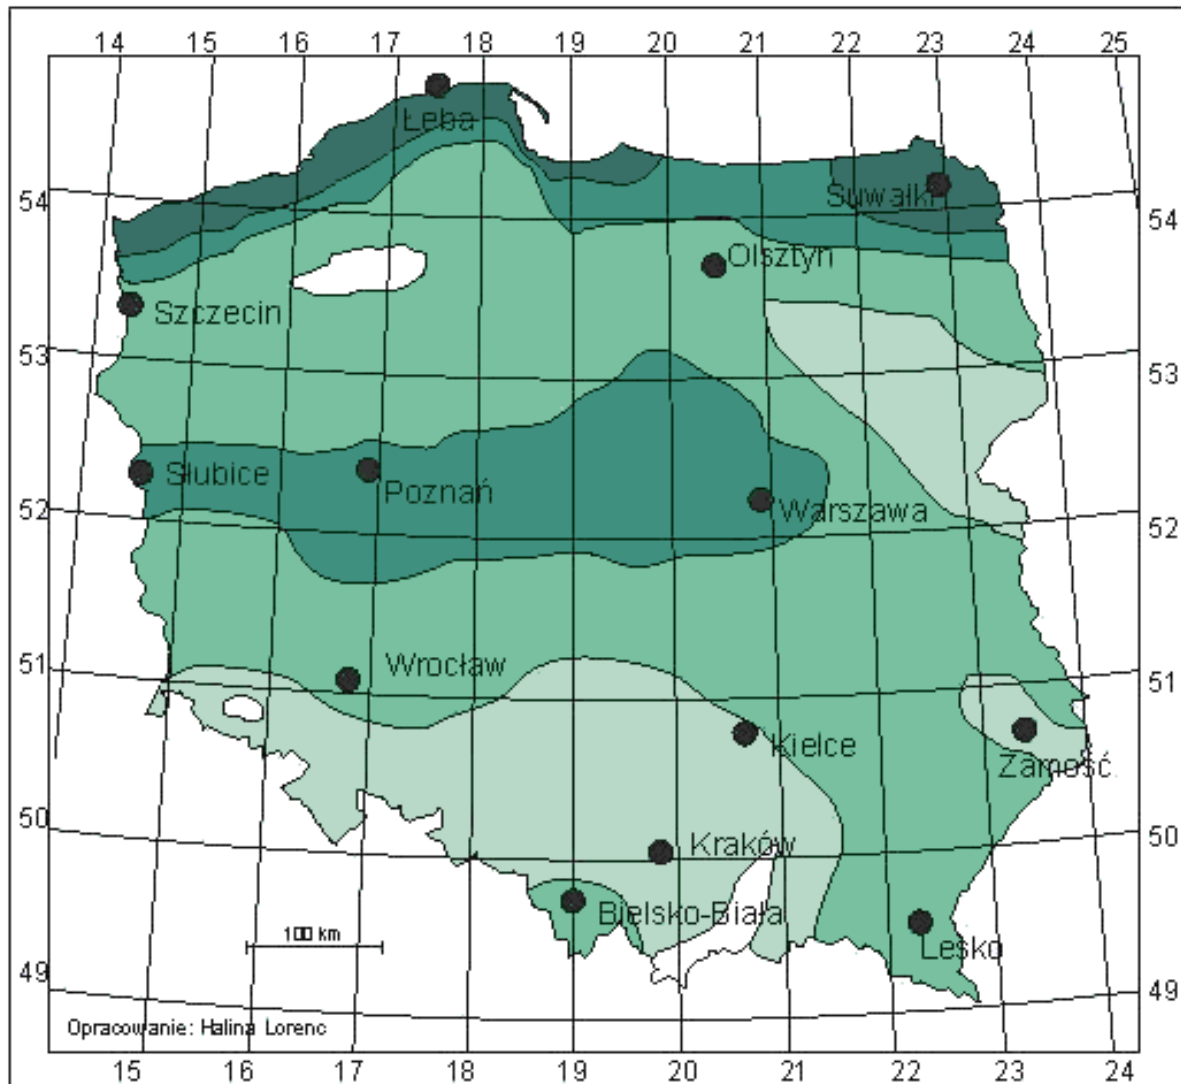 14 15 16 17 18 19 20 21 22 23 24 25
Łeba
54
Suwałki
54
Olsztyn
Szczecin
53
53
Słubice
Poznań
Warszawa
52
52
Wrocław
51
51
Kielce
Zamość
50
50
Kraków
Bielsko-Biała
100 km
Lesko
49
49
Opracowanie: Halina Lorenc
15 16 17 18 19 20 21 22 23 24